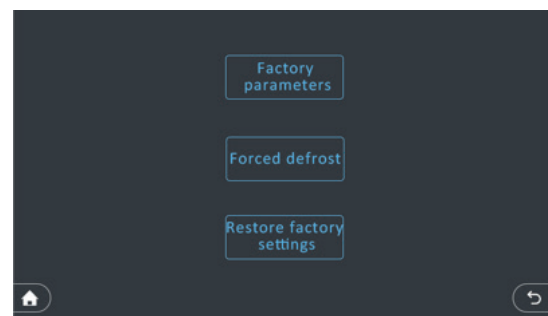 Factory
parameters
Forced defrost
Restore factory
settings